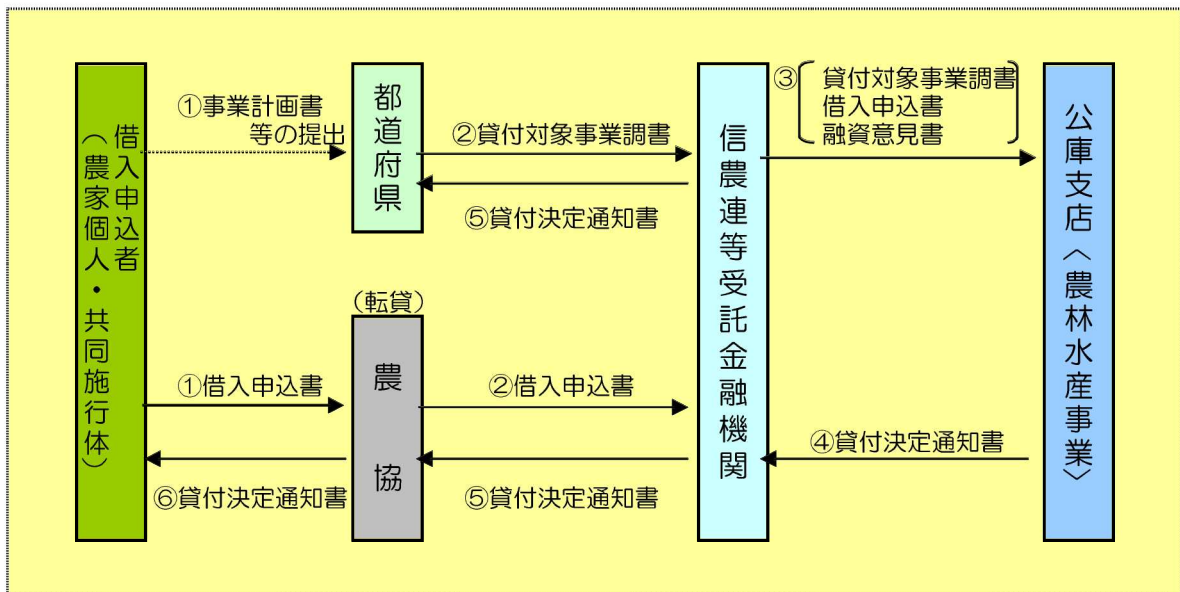 借入申込者
（農家個人・共同施行体）
①事業計画書
等の提出
都道府県
②貸付対象事業調書
⑤貸付決定通知書
信農連等受託金融機関
③
貸付対象事業調書
借入申込書
融資意見書
公庫支店〈農林水産事業〉
（転貸）
農協
①借入申込書
②借入申込書
④貸付決定通知書
⑥貸付決定通知書
⑤貸付決定通知書